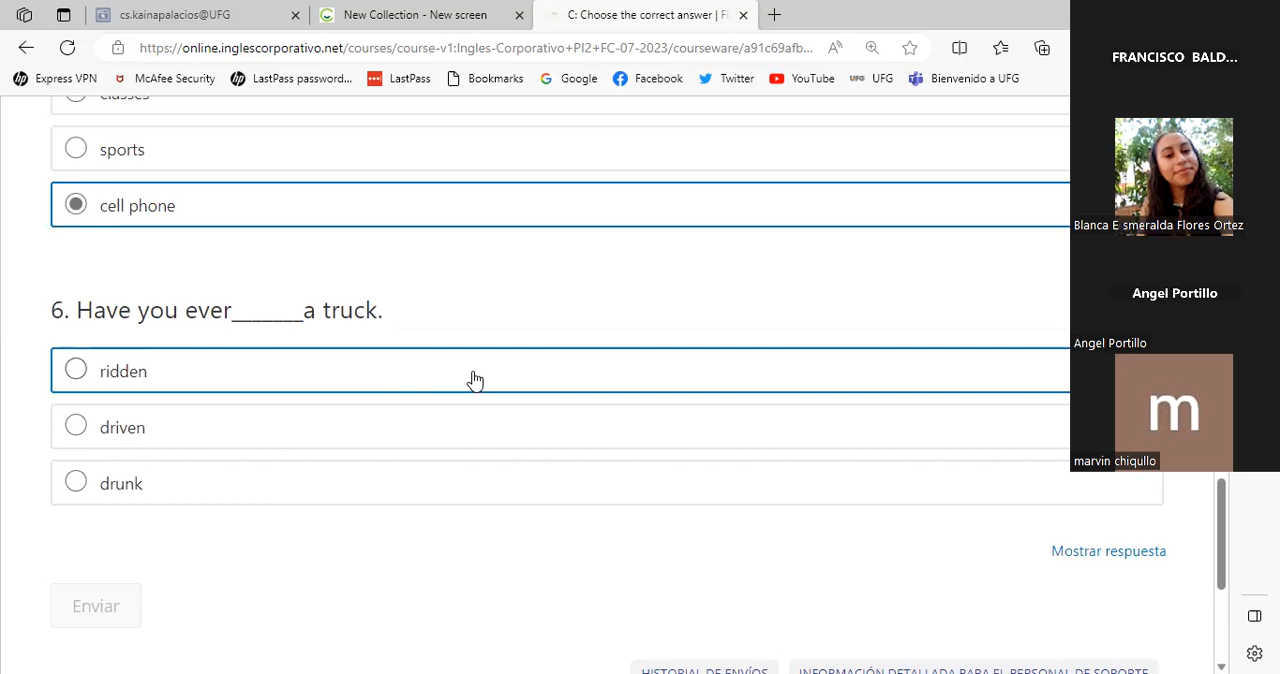 cs.kainapalacios@UFG
New Collection - New screen
C: Choose the correct answer | Fi
https://online.inglescorporativo.net/courses/course-v1:Ingles-Corporativo+PI2+FC-07-2023/courseware/a91c69afb...
Express VPN
McAfee Security
LastPass password...
LastPass
Bookmarks
Google
Facebook
Twitter
YouTube
UFG
Bienvenido a UFG
classes
sports
cell phone
6. Have you ever_______a truck.
ridden
driven
drunk
Mostrar respuesta
Enviar
HISTORIAL DE ENVÍOS
INFORMACIÓN DETALLADA PARA EL PERSONAL DE SOPORTE
FRANCISCO BALD...
Blanca E smeralda Flores Ortez
Angel Portillo
Angel Portillo
m
marvin chiqullo